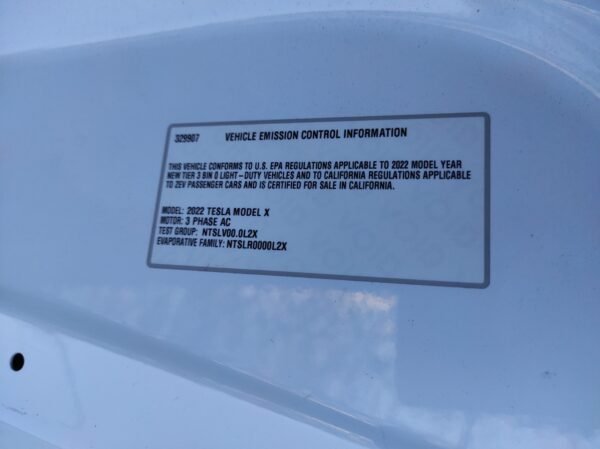 329907 VEHICLE EMISSION CONTROL INFORMATION
THIS VEHICLE CONFORMS TO U.S. EPA REGULATIONS APPLICABLE TO 2022 MODEL YEAR
NEW TIER 3 BIN 0 LIGHT-DUTY VEHICLES AND TO CALIFORNIA REGULATIONS APPLICABLE
TO ZEV PASSENGER CARS AND IS CERTIFIED FOR SALE IN CALIFORNIA.
MODEL: 2022 TESLA MODEL X
MOTOR: 3 PHASE AC
TEST GROUP: NTSLV00.0L2X
EVAPORATIVE FAMILY: NTSLR0000L2X